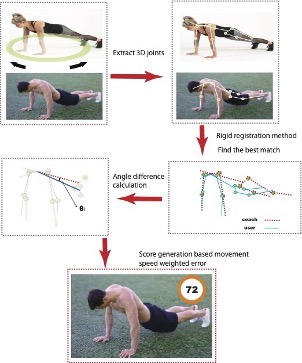 Extract 3D joints
Rigid registration method
Find the best match
Angle difference
calculation
θi
coach
user
Score generation based movement
speed weighted error
72